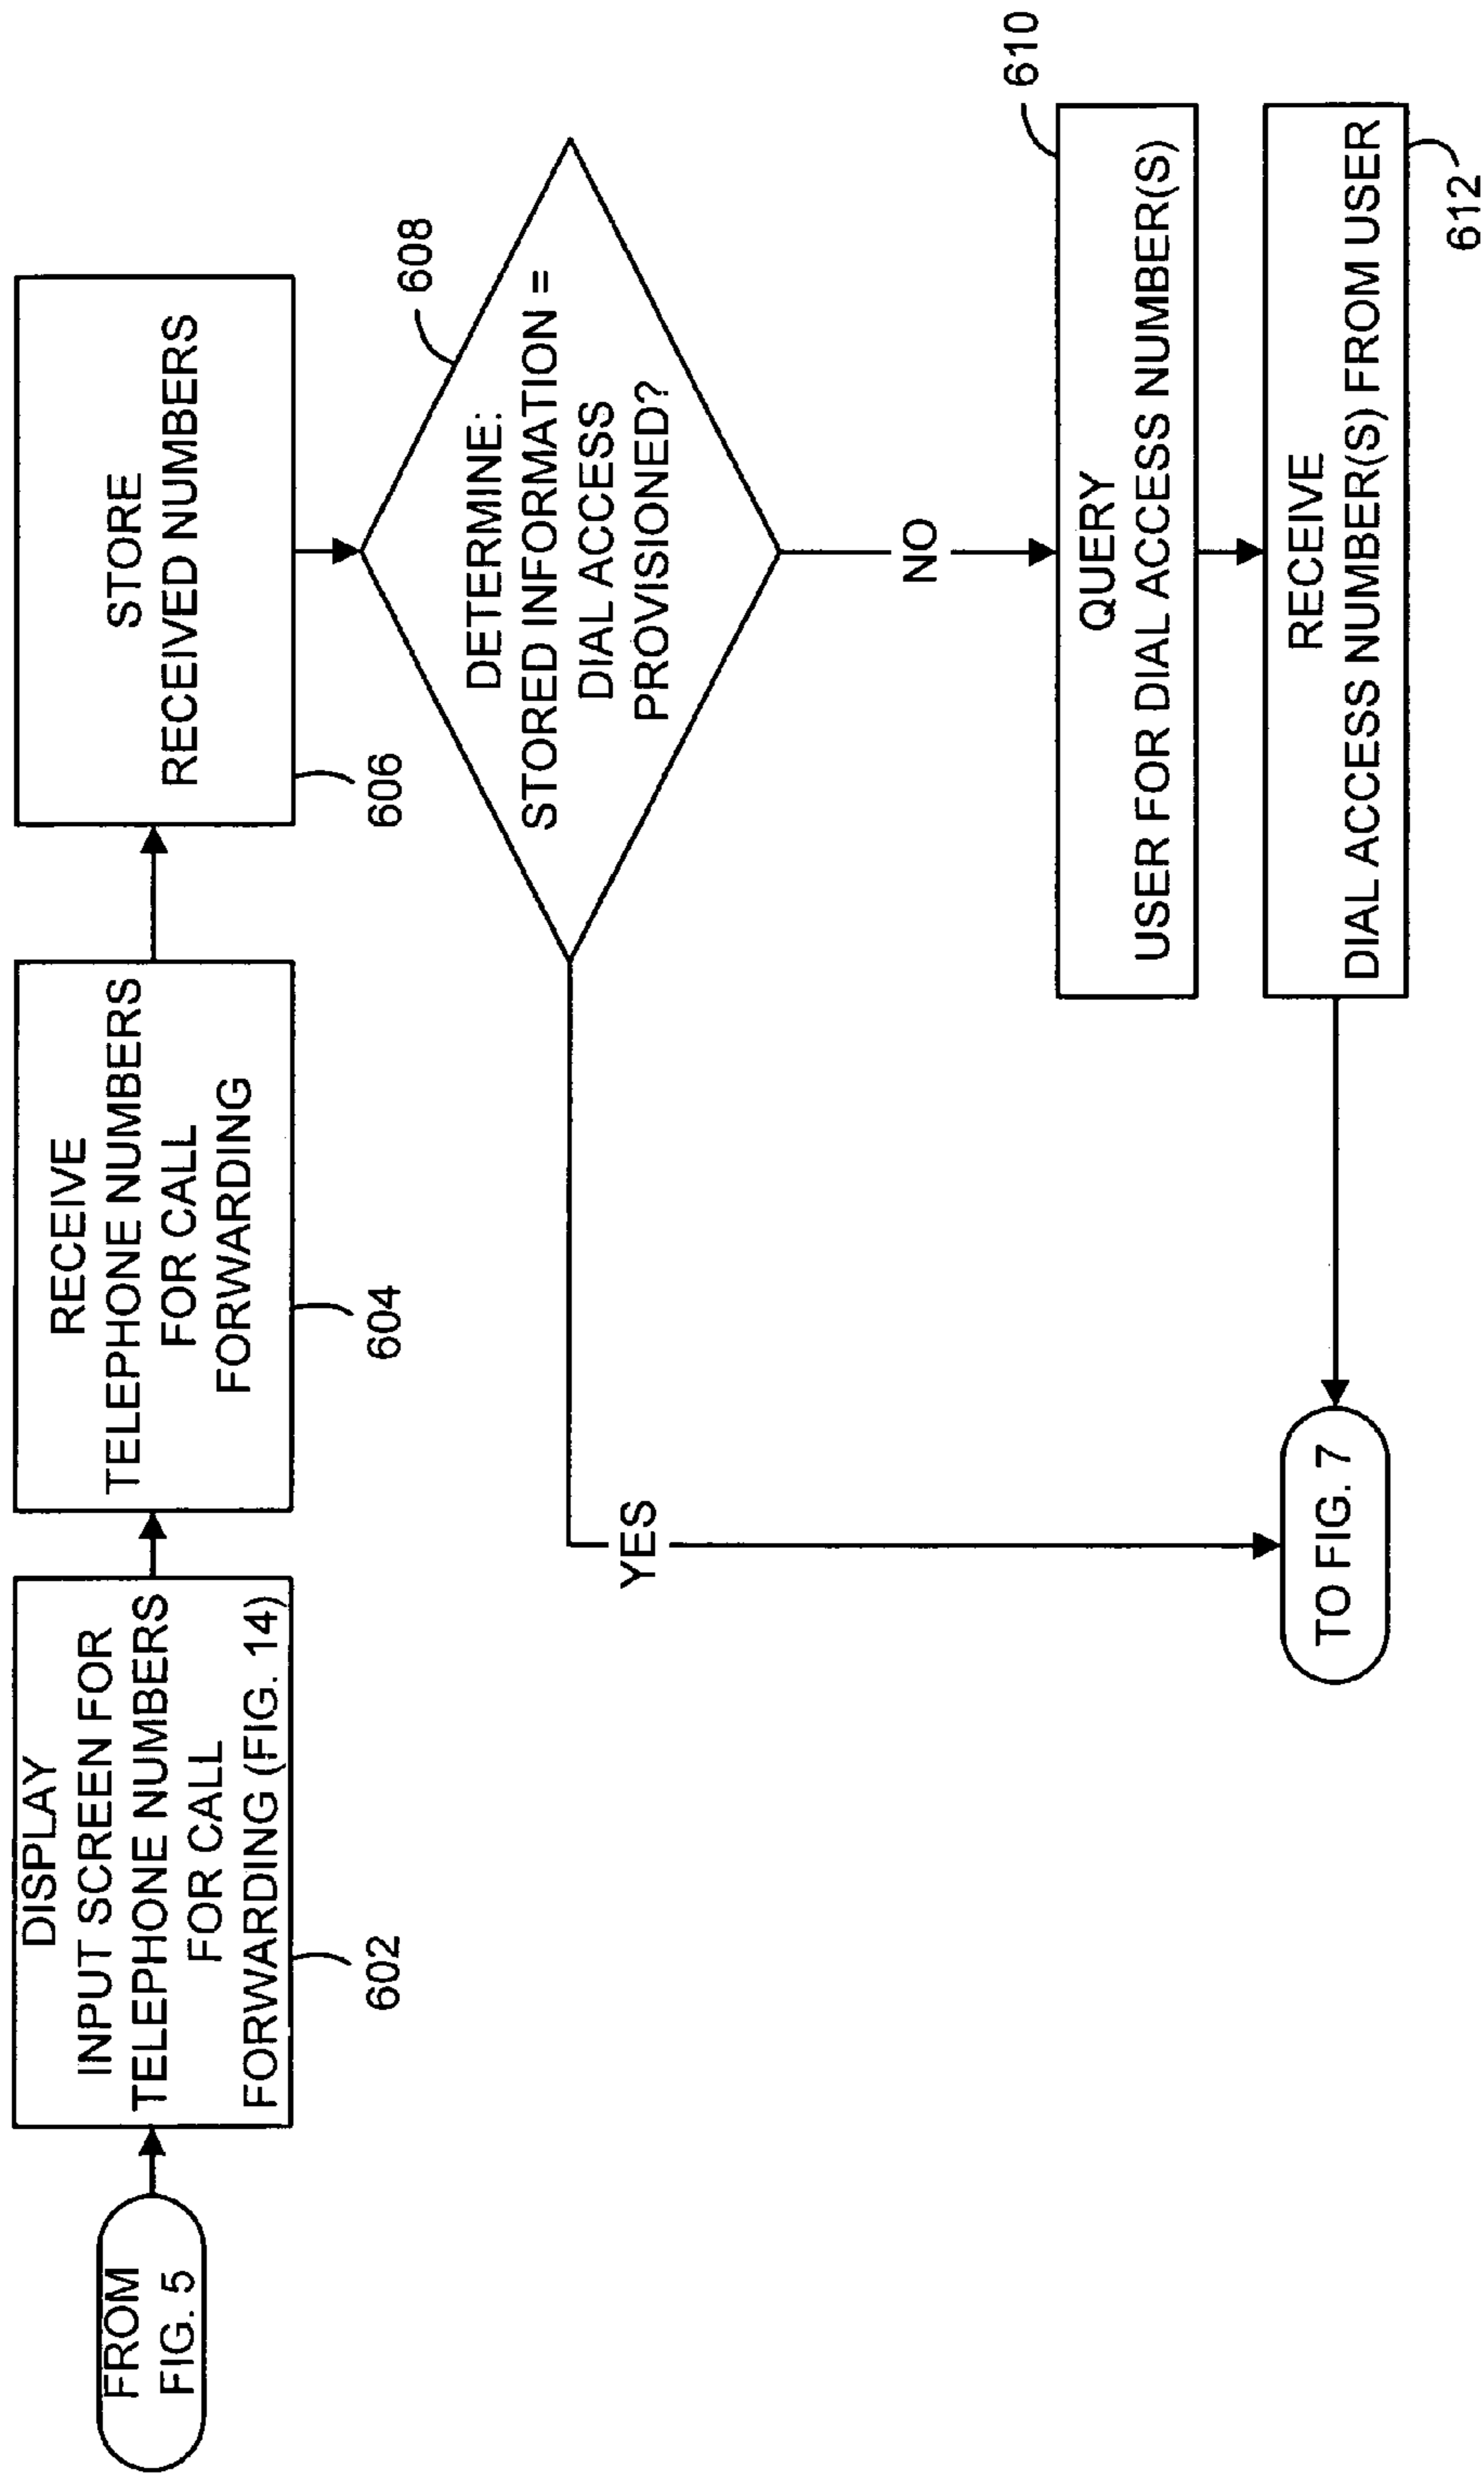 FROM
FIG. 5
DISPLAY
INPUT SCREEN FOR
TELEPHONE NUMBERS
FOR CALL
FORWARDING (FIG. 14)
602
RECEIVE
TELEPHONE NUMBERS
FOR CALL
FORWARDING
604
STORE
RECEIVED NUMBERS
606
DETERMINE:
STORED INFORMATION =
DIAL ACCESS
PROVISIONED?
608
YES
NO
QUERY
USER FOR DIAL ACCESS NUMBER(S)
610
RECEIVE
DIAL ACCESS NUMBER(S) FROM USER
612
TO FIG. 7